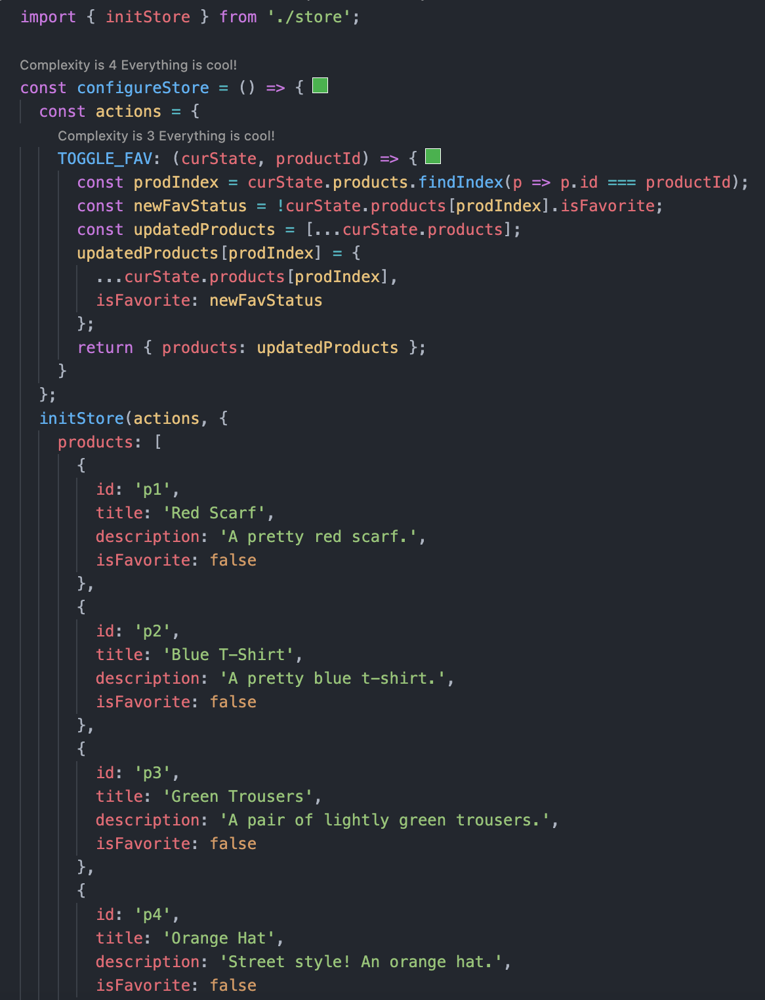 import { initStore } from './store';
Complexity is 4 Everything is cool!
const configureStore = () => {
const actions = {
Complexity is 3 Everything is cool!
TOGGLE_FAV: (curState, productId) => {
const prodIndex = curState.products.findIndex(p => p.id === productId);
const newFavStatus = !curState.products[prodIndex].isFavorite;
const updatedProducts = [...curState.products];
updatedProducts[prodIndex] = {
...curState.products[prodIndex],
isFavorite: newFavStatus
};
return { products: updatedProducts };
}
};
initStore(actions, {
products: [
{
id: 'p1',
title: 'Red Scarf',
description: 'A pretty red scarf.',
isFavorite: false
},
{
id: 'p2',
title: 'Blue T-Shirt',
description: 'A pretty blue t-shirt.',
isFavorite: false
},
{
id: 'p3',
title: 'Green Trousers',
description: 'A pair of lightly green trousers.',
isFavorite: false
},
{
id: 'p4',
title: 'Orange Hat',
description: 'Street style! An orange hat.',
isFavorite: false